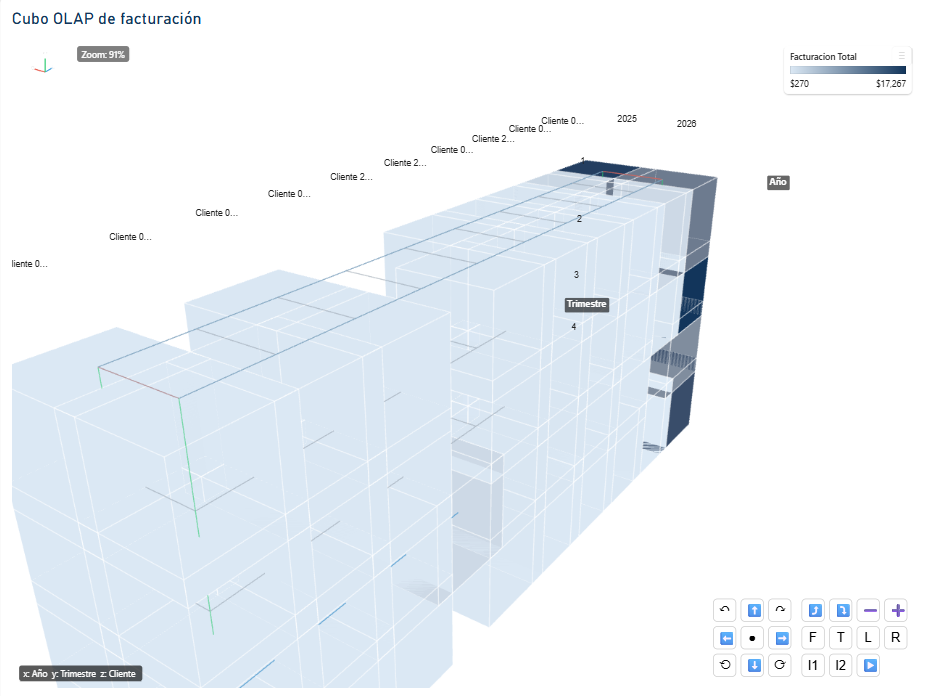 Cubo OLAP de facturación
Zoom: 91%
Facturacion Total
$270 $17,267
Cliente 0... 2025 2026
Cliente 0...
Cliente 2...
Cliente 0...
Cliente 2...
Cliente 2...
Cliente 0...
Cliente 0...
Cliente 0...
liente 0...
1
Año
2
3
Trimestre
4
F T L R
I1 I2
x: Año y: Trimestre z: Cliente